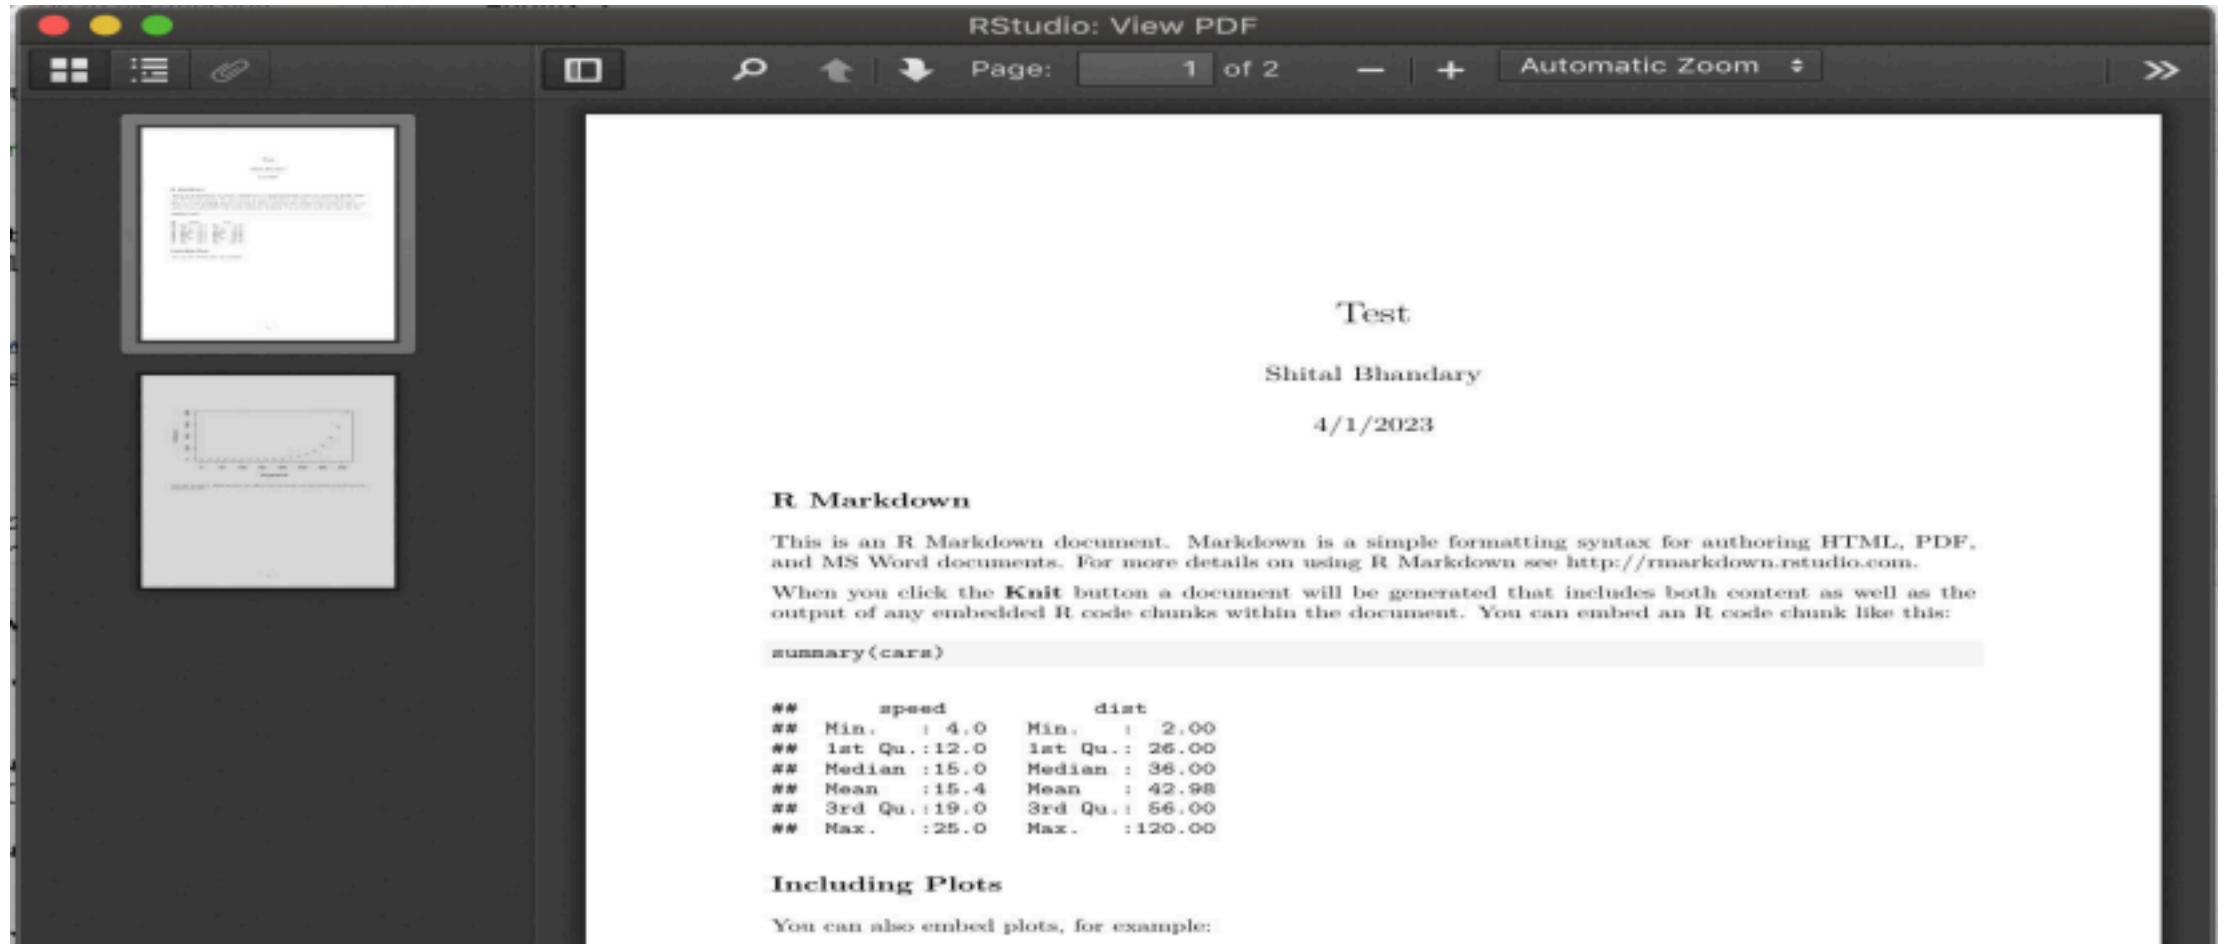 RStudio: View PDF
Page: 1 of 2
Automatic Zoom
Test
Shital Bhandary
4/1/2023
R Markdown
This is an R Markdown document. Markdown is a simple formatting syntax for authoring HTML, PDF,
and MS Word documents. For more details on using R Markdown see http://rmarkdown.rstudio.com.
When you click the Knit button a document will be generated that includes both content as well as the
output of any embedded R code chunks within the document. You can embed an R code chunk like this:
summary(cars)
## speed dist
## Min. : 4.0 Min. : 2.00
## 1st Qu.:12.0 1st Qu.: 26.00
## Median :15.0 Median : 36.00
## Mean :15.4 Mean : 42.98
## 3rd Qu.:19.0 3rd Qu.: 56.00
## Max. :25.0 Max. :120.00
Including Plots
You can also embed plots, for example: